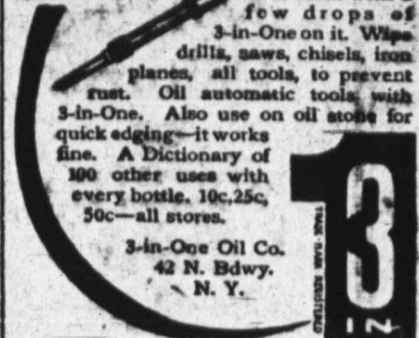 few drops of
3-in-One on it. Wipe
drills, saws, chisels, iron
planes, all tools, to prevent
rust. Oil automatic tools with
3-in-One. Also use on oil stone for
quick edging—it works
fine. A Dictionary of
100 other uses with
every bottle. 10c, 25c,
50c—all stores.
3-in-One Oil Co.
42 N. Bdwy.
N. Y.
3
IN
1